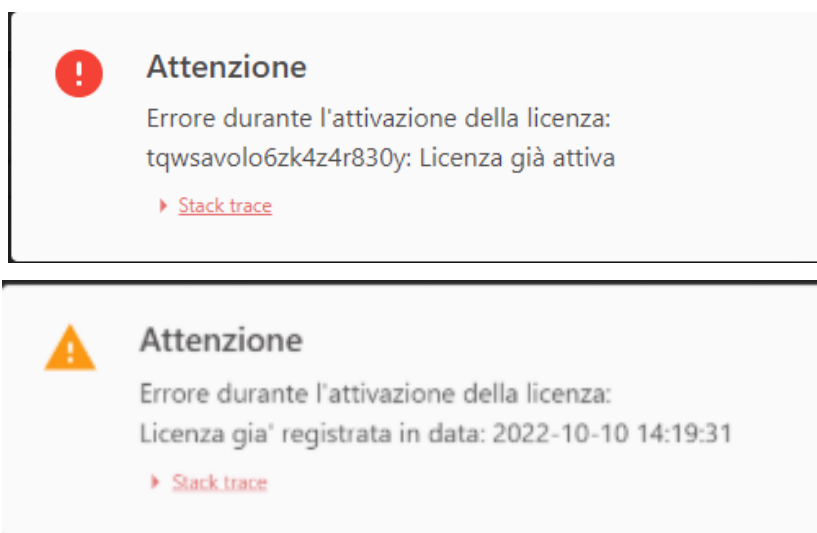 Attenzione
Errore durante l'attivazione della licenza:
tqwsavolo6zk4z4r830y: Licenza già attiva
Stack trace
Attenzione
Errore durante l'attivazione della licenza:
Licenza gia' registrata in data: 2022-10-10 14:19:31
Stack trace